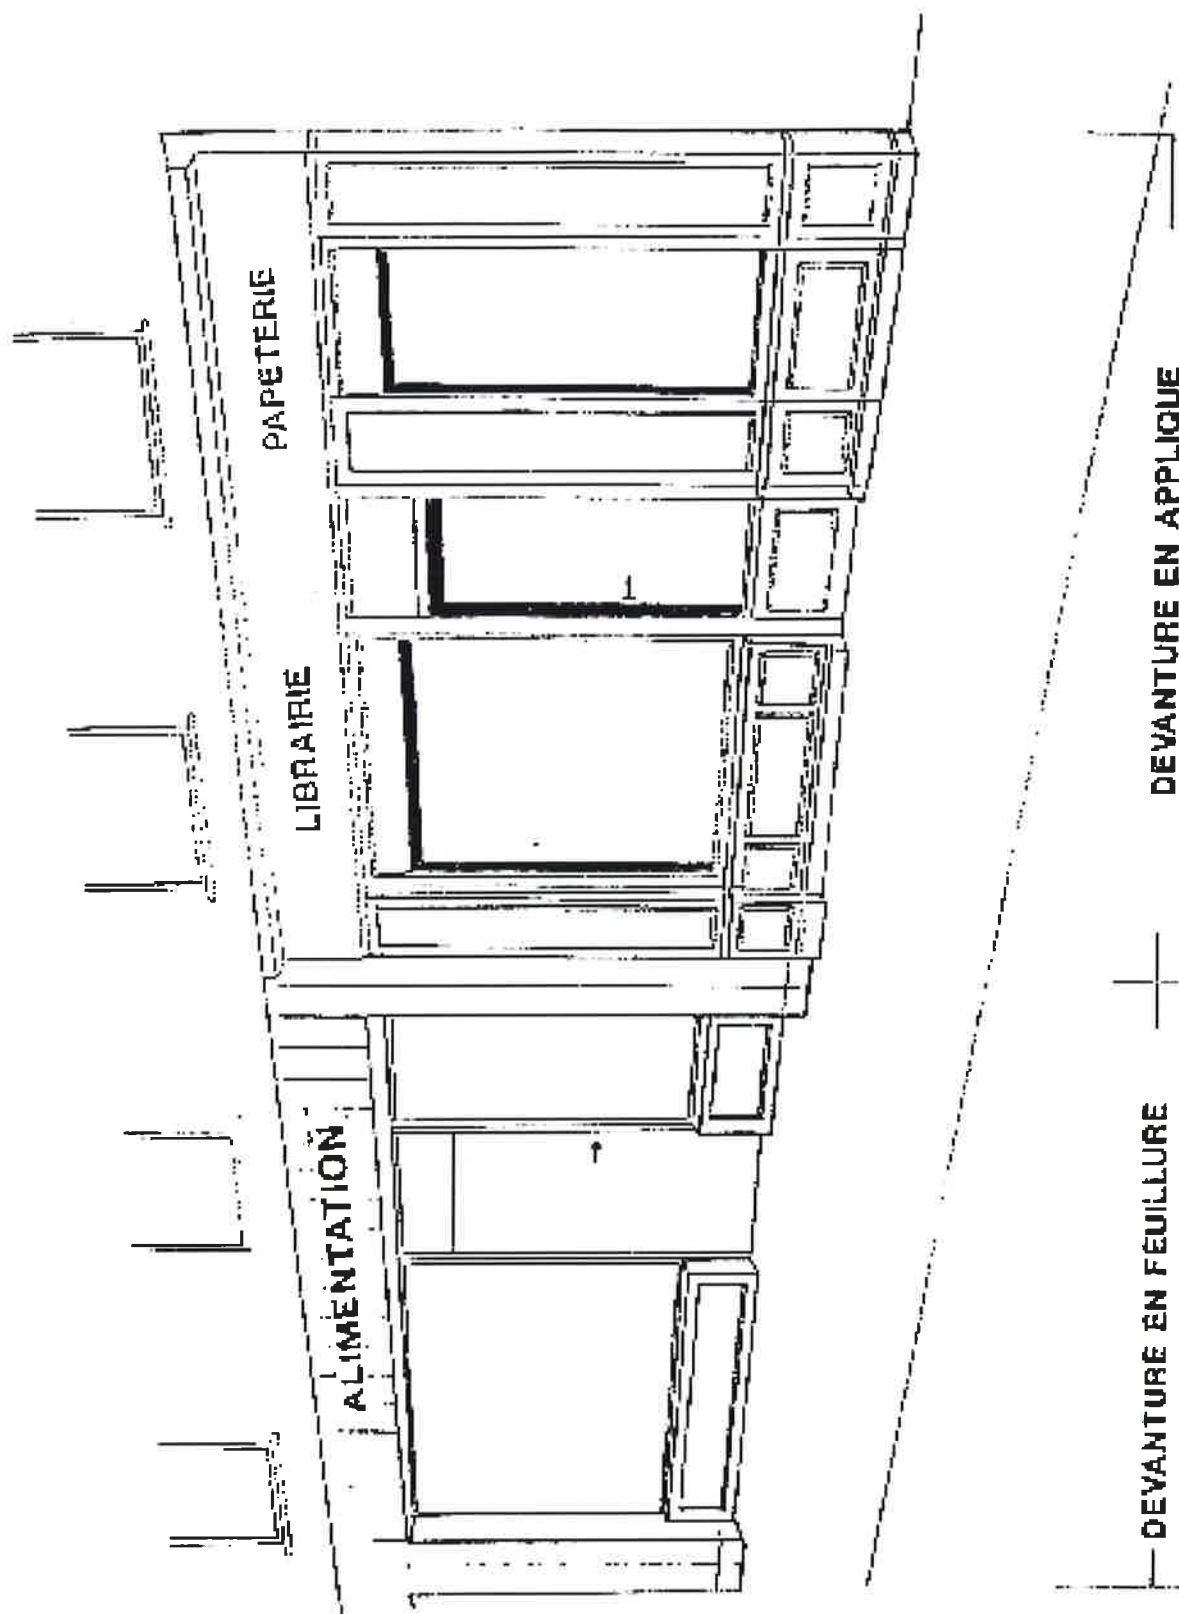 ALIMENTATION
LIBRAIRIE
PAPETERIE
DEVANTURE EN FEUILLURE
DEVANTURE EN APPLIQUE